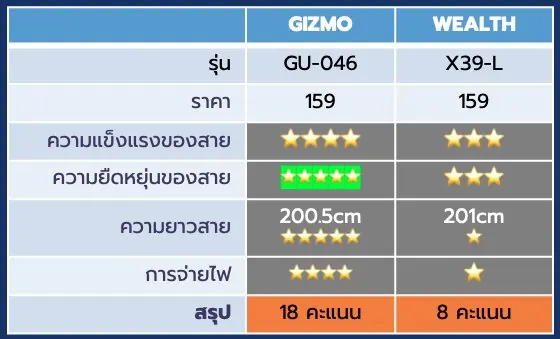 GIZMO WEALTH
รุ่น GU-046 X39-L
ราคา 159 159
ความแข็งแรงของสาย
ความยืดหยุ่นของสาย
ความยาวสาย 200.5cm 201cm
การจ่ายไฟ
สรุป 18 คะแนน 8 คะแนน